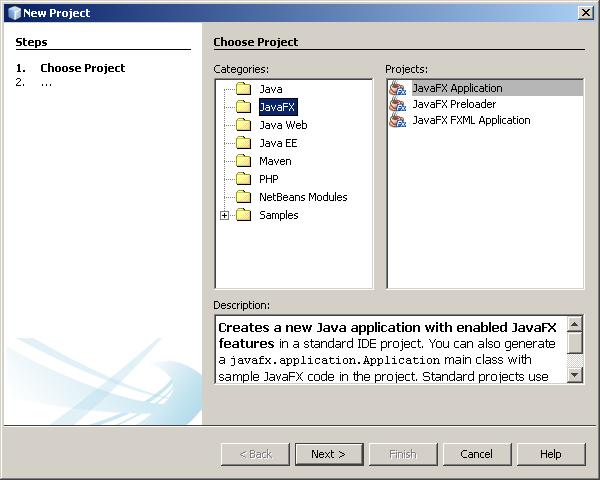 New Project
Steps
1. Choose Project
2. ...
Choose Project
Categories:
Java
JavaFX
Java Web
Java EE
Maven
PHP
NetBeans Modules
Samples
Projects:
JavaFX Application
JavaFX Preloader
JavaFX FXML Application
Description:
Creates a new Java application with enabled JavaFX
features in a standard IDE project. You can also generate
a javafx.application.Application main class with
sample JavaFX code in the project. Standard projects use
< Back
Next >
Finish
Cancel
Help